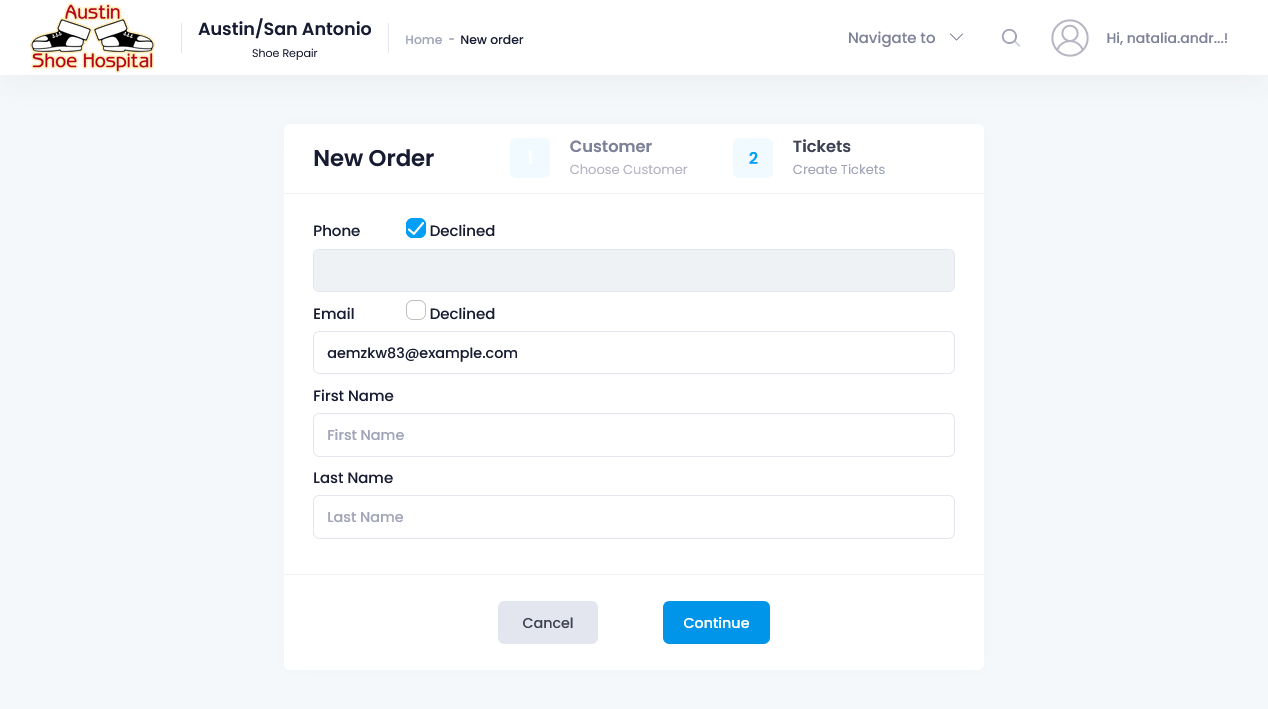 Austin
Shoe Hospital
Austin/San Antonio
Shoe Repair
Home - New order
Navigate to
Hi, natalia.andr...!
New Order
1
Customer
Choose Customer
2
Tickets
Create Tickets
Phone
Declined
Email
Declined
aemzkw83@example.com
First Name
First Name
Last Name
Last Name
Cancel
Continue